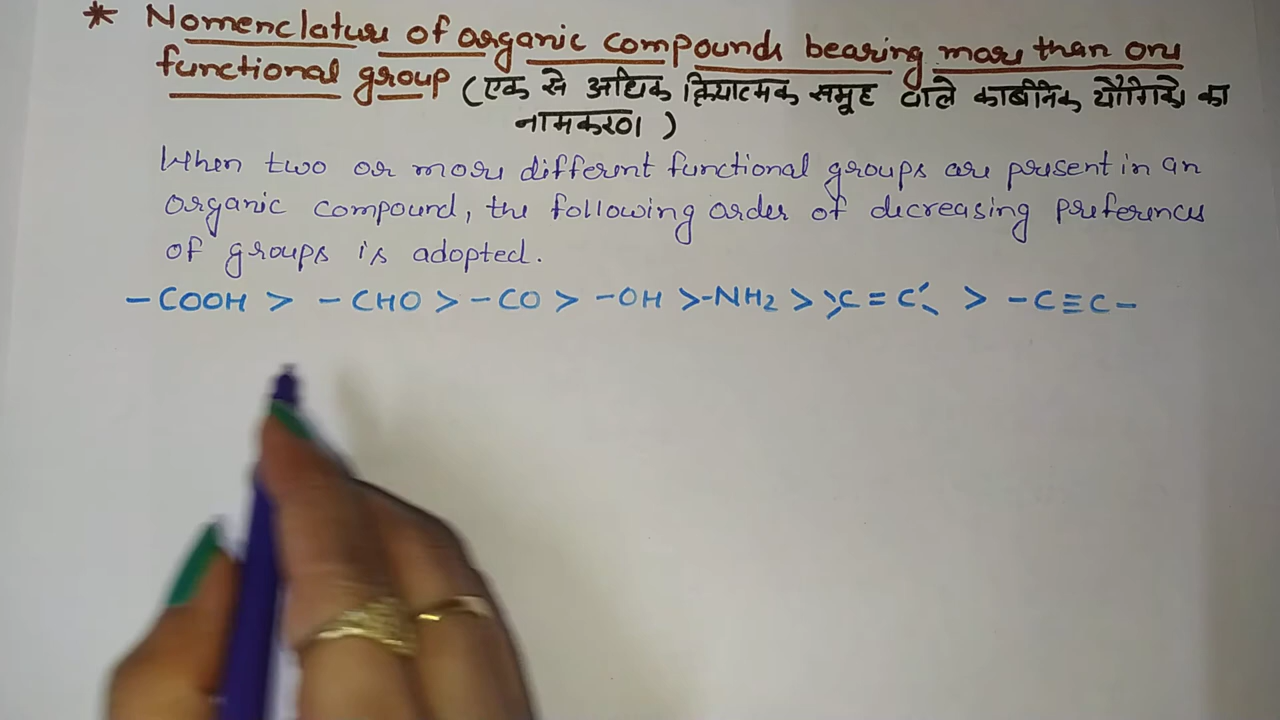 * Nomenclature of organic compounds bearing more than one
functional group (एक से अधिक क्रियात्मक समूह वाले कार्बनिक यौगिकों का
नामकरण)
When two or more different functional groups are present in an
organic compound, the following order of decreasing preference
of groups is adopted.
-COOH > -CHO > -CO > -OH > -NH₂ > >C=C< > -C≡C-